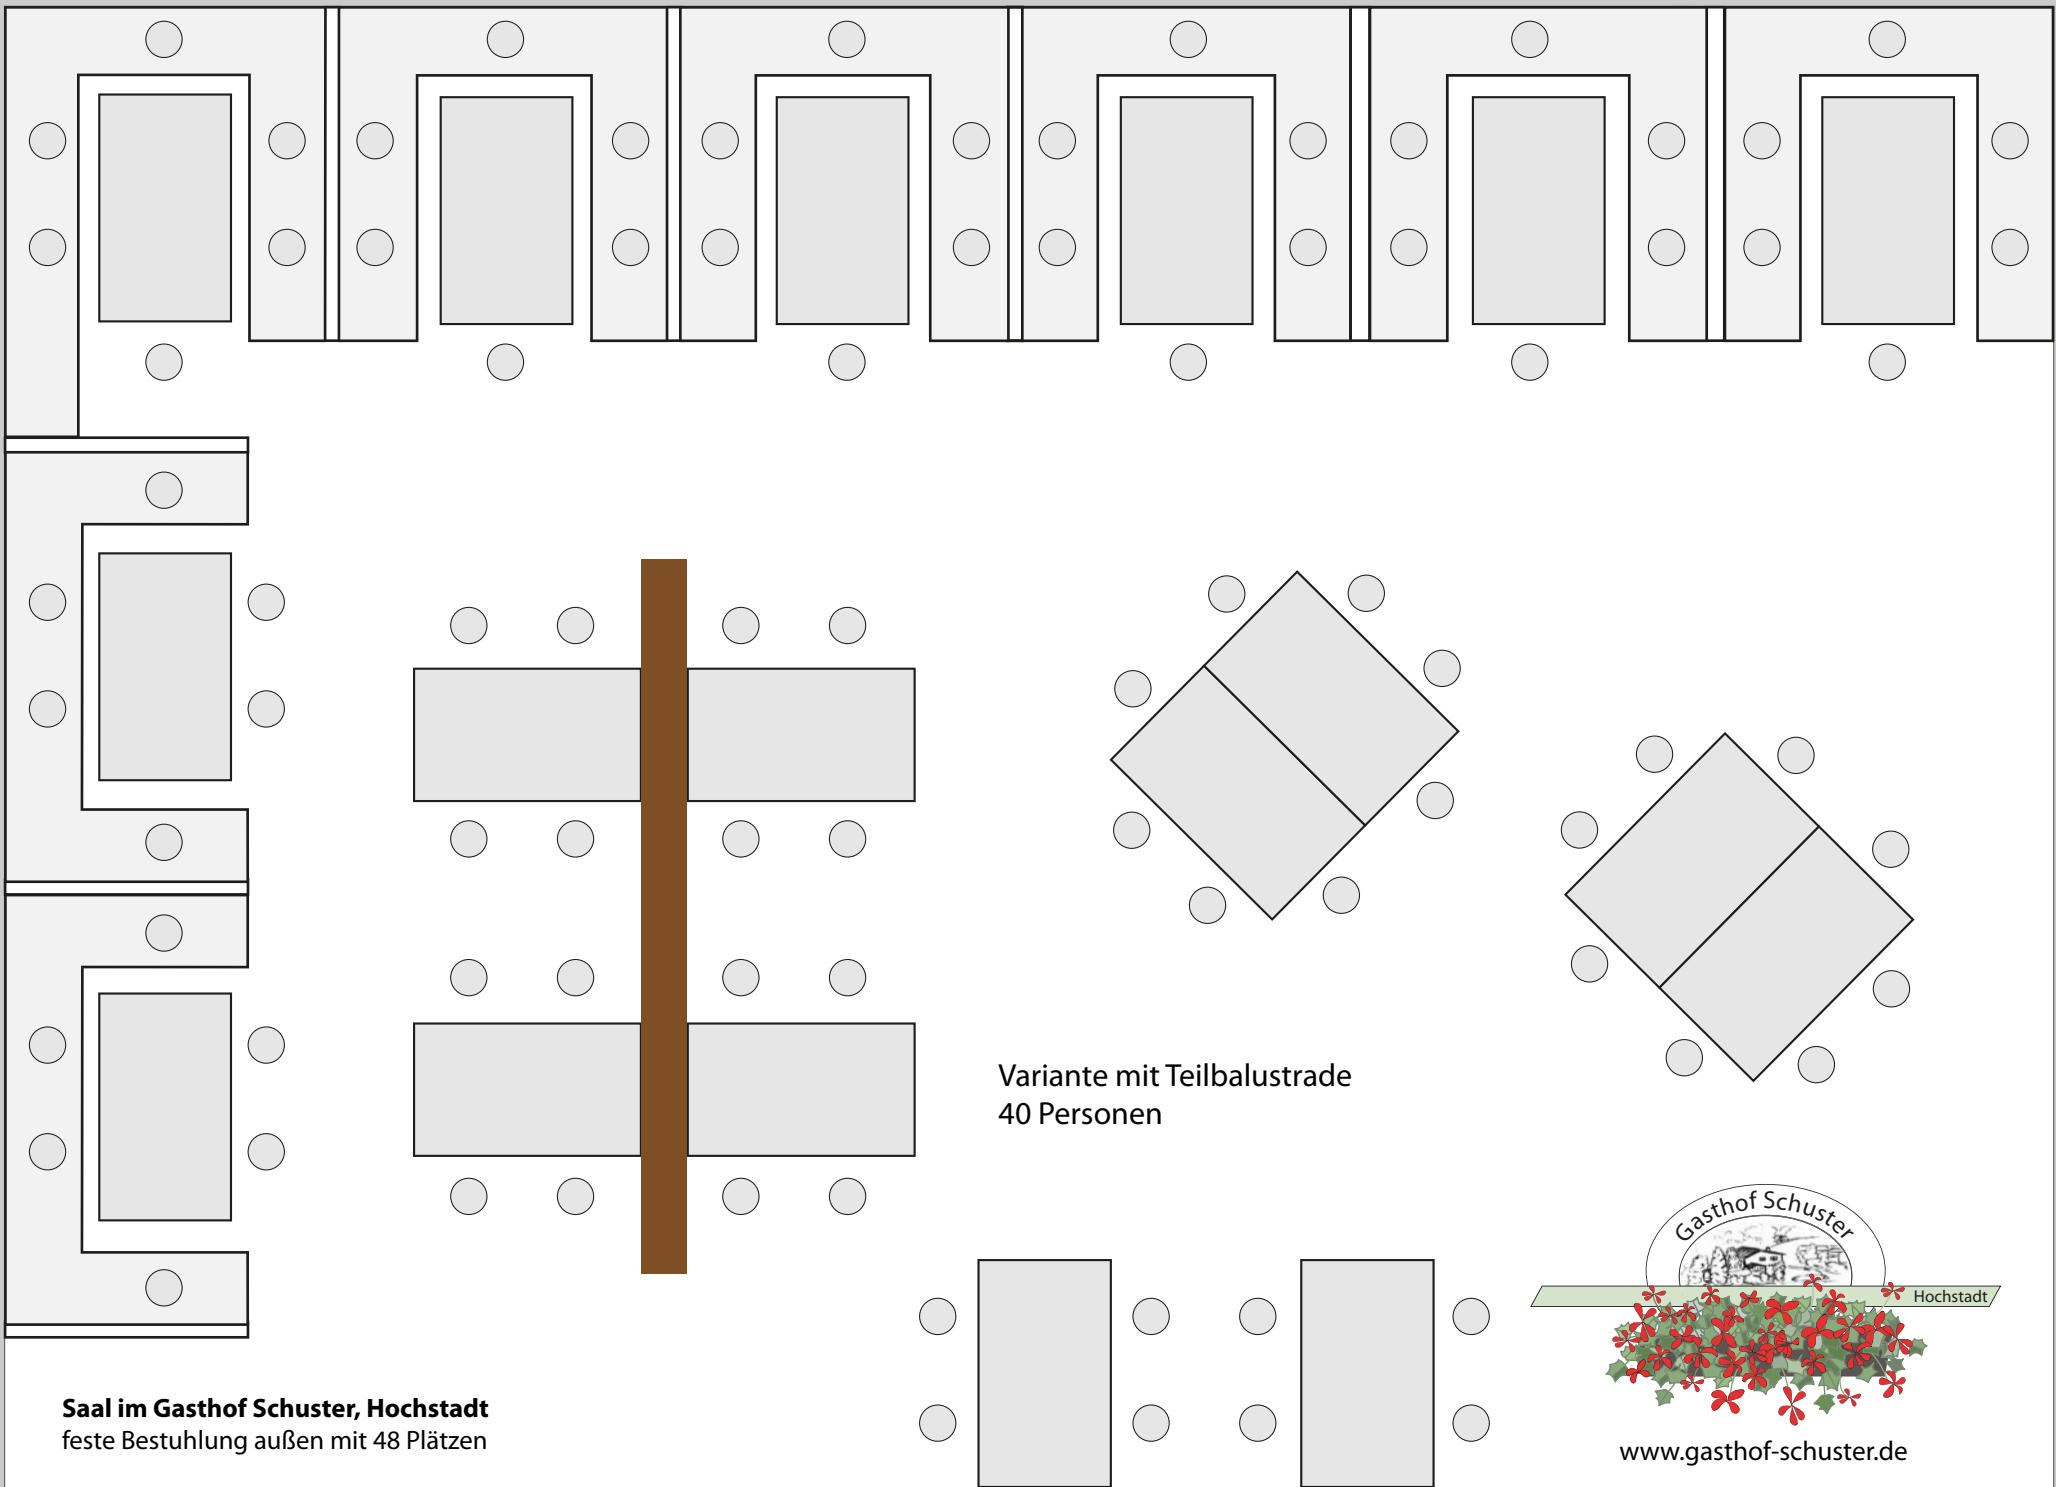 Variante mit Teilbalustrade
40 Personen
Gasthof Schuster
Hochstadt
Saal im Gasthof Schuster, Hochstadt
feste Bestuhlung außen mit 48 Plätzen
www.gasthof-schuster.de